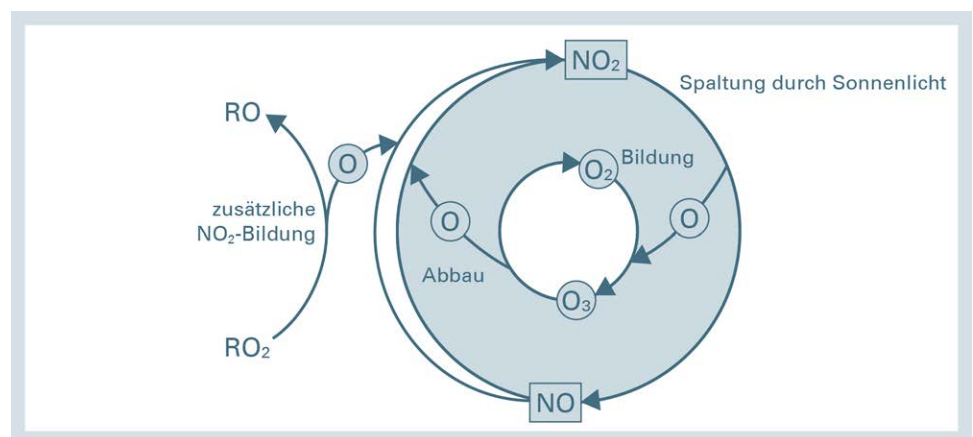 NO₂
Spaltung durch Sonnenlicht
RO
O
O₂
Bildung
zusätzliche
NO₂-Bildung
O
O
Abbau
O₃
RO₂
NO